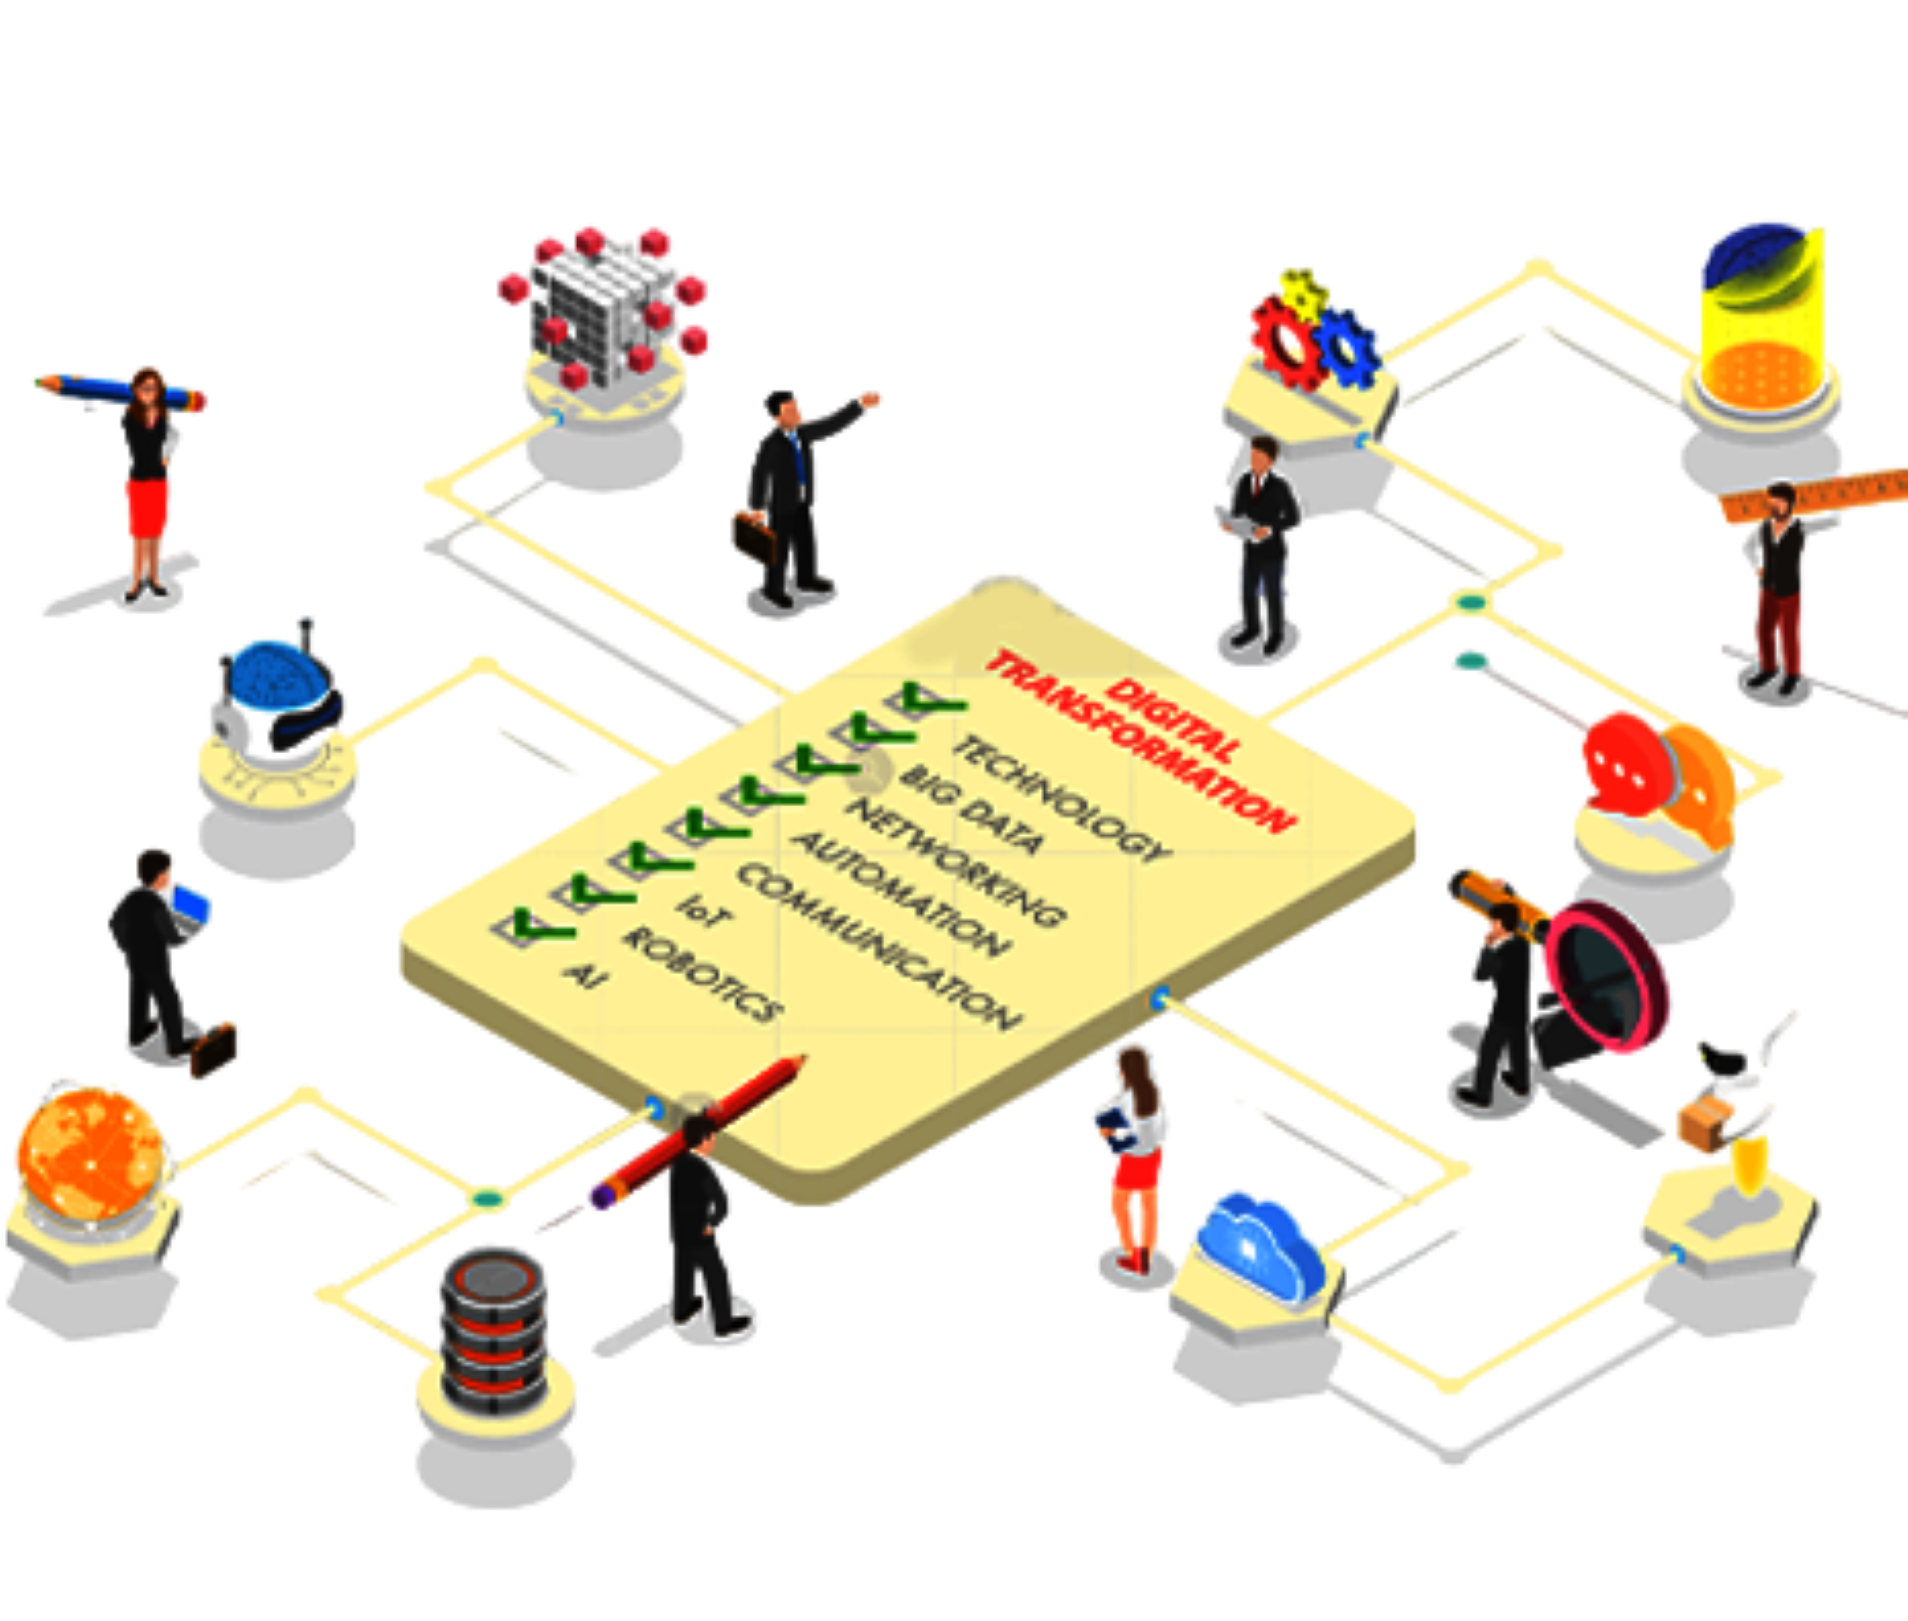 DIGITAL
TRANSFORMATION
TECHNOLOGY
BIG DATA
NETWORKING
AUTOMATION
COMMUNICATION
IoT
ROBOTICS
AI